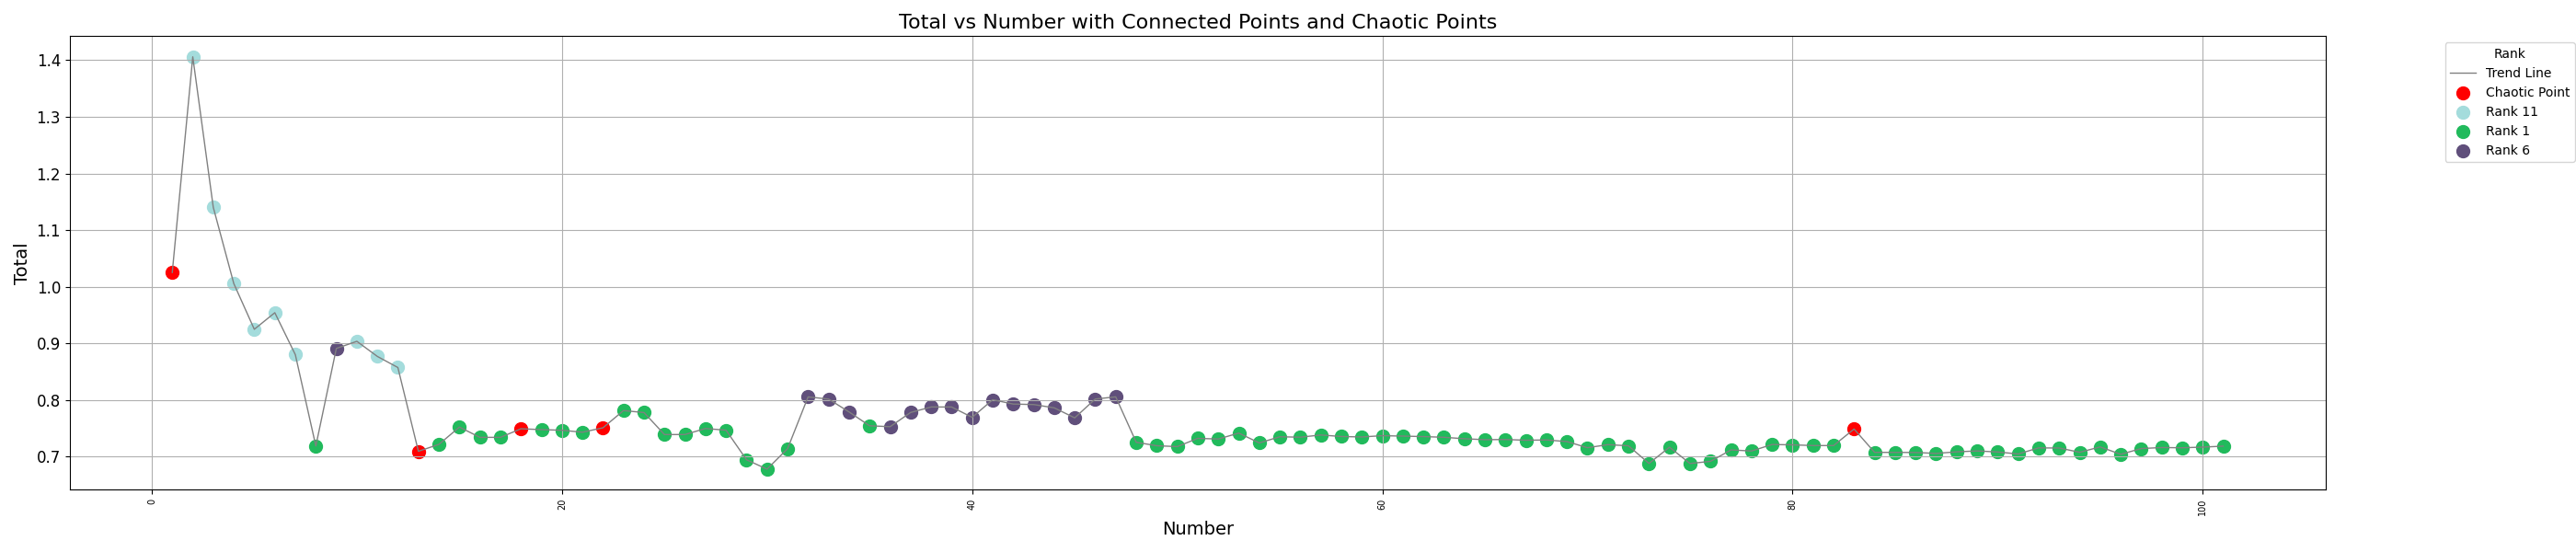 Total vs Number with Connected Points and Chaotic Points
Total
1.4
1.3
1.2
1.1
1.0
0.9
0.8
0.7
0
20
40
60
80
100
Number
Rank
Trend Line
Chaotic Point
Rank 11
Rank 1
Rank 6